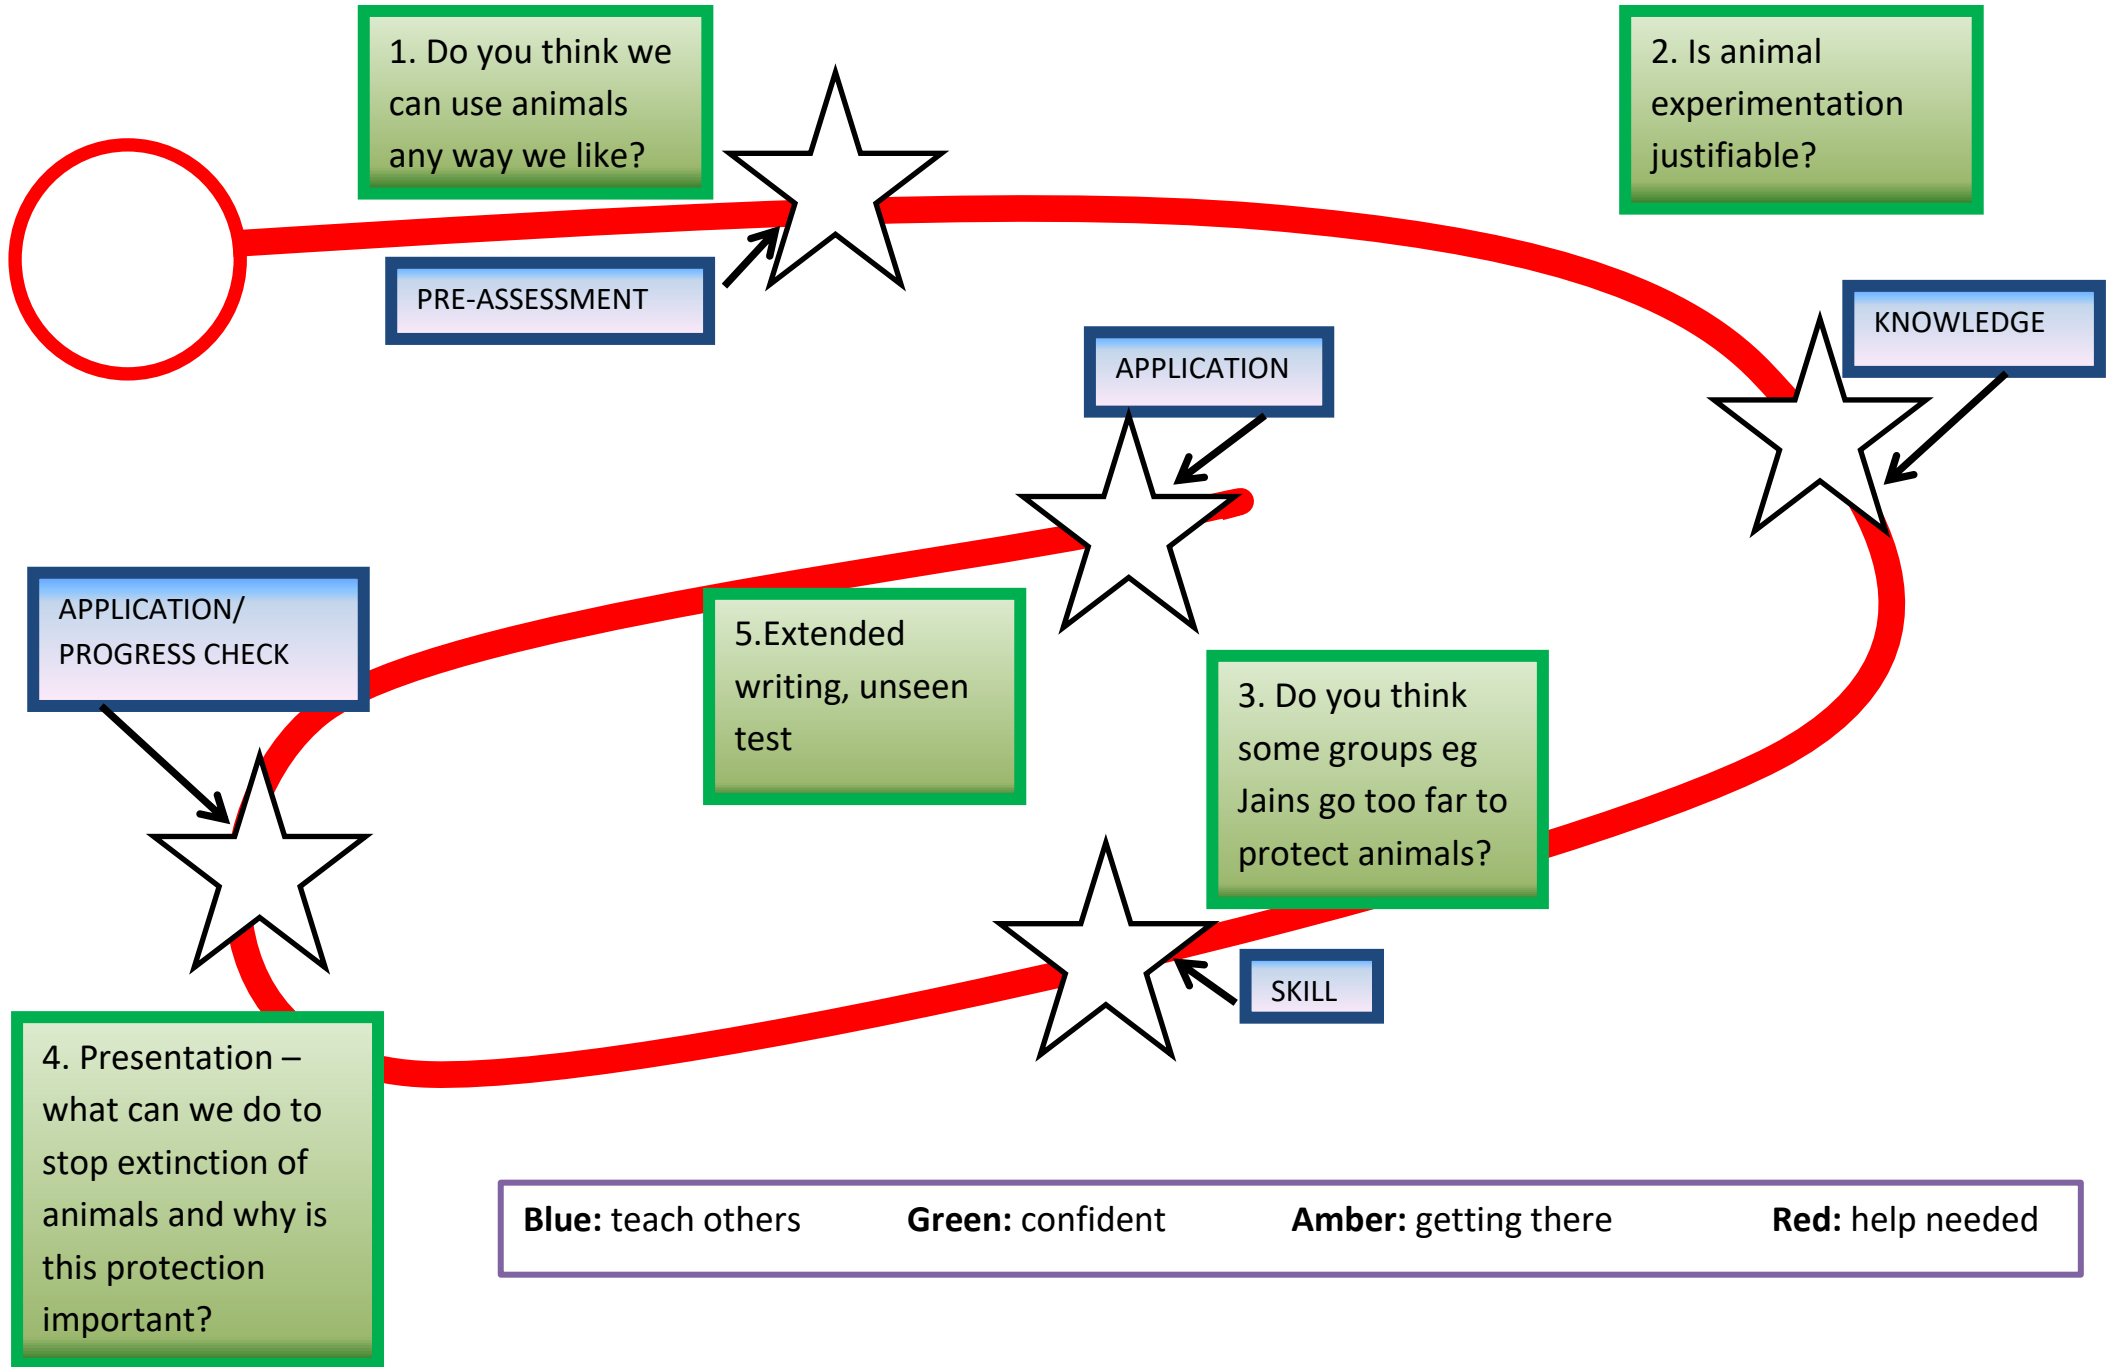 1. Do you think we
can use animals
any way we like?
2. Is animal
experimentation
justifiable?
PRE-ASSESSMENT
KNOWLEDGE
APPLICATION
APPLICATION/
PROGRESS CHECK
5.Extended
writing, unseen
test
3. Do you think
some groups eg
Jains go too far to
protect animals?
SKILL
4. Presentation –
what can we do to
stop extinction of
animals and why is
this protection
important?
Blue: teach others Green: confident Amber: getting there Red: help needed